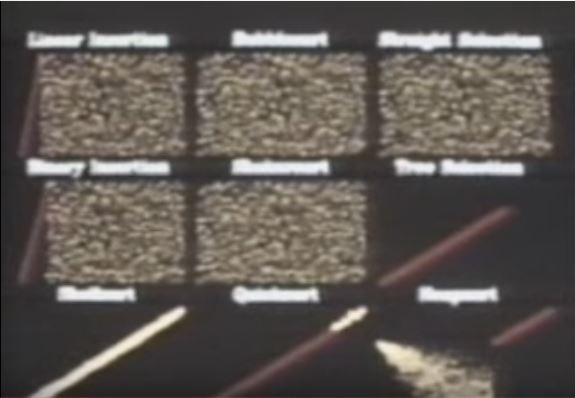 Linear Insertion Bubblesort Straight Selection
Binary Insertion Shakersort Tree Selection
Shellsort Quicksort Heapsort